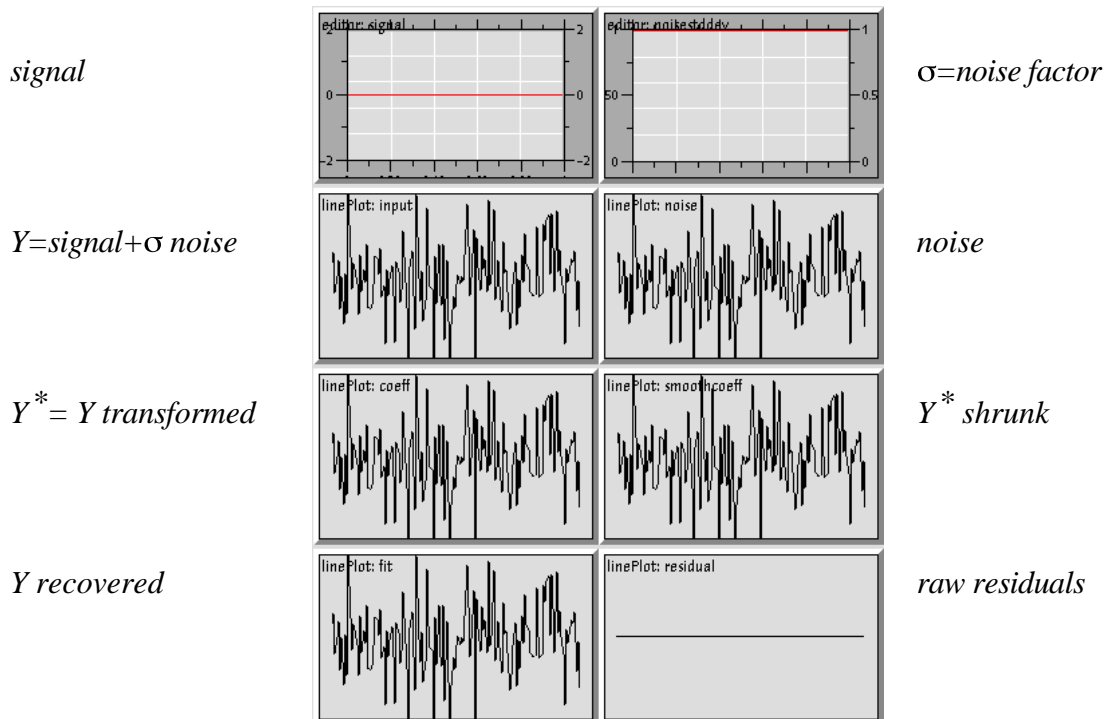 editor: signal
editor: noisestddev
2
2
1
1
signal
σ=noise factor
0
0
50
0.5
-2
-2
0
0
linePlot: input
linePlot: noise
Y=signal+σ noise
noise
linePlot: coeff
linePlot: smoothcoeff
Y*= Y transformed
Y* shrunk
linePlot: fit
linePlot: residual
Y recovered
raw residuals